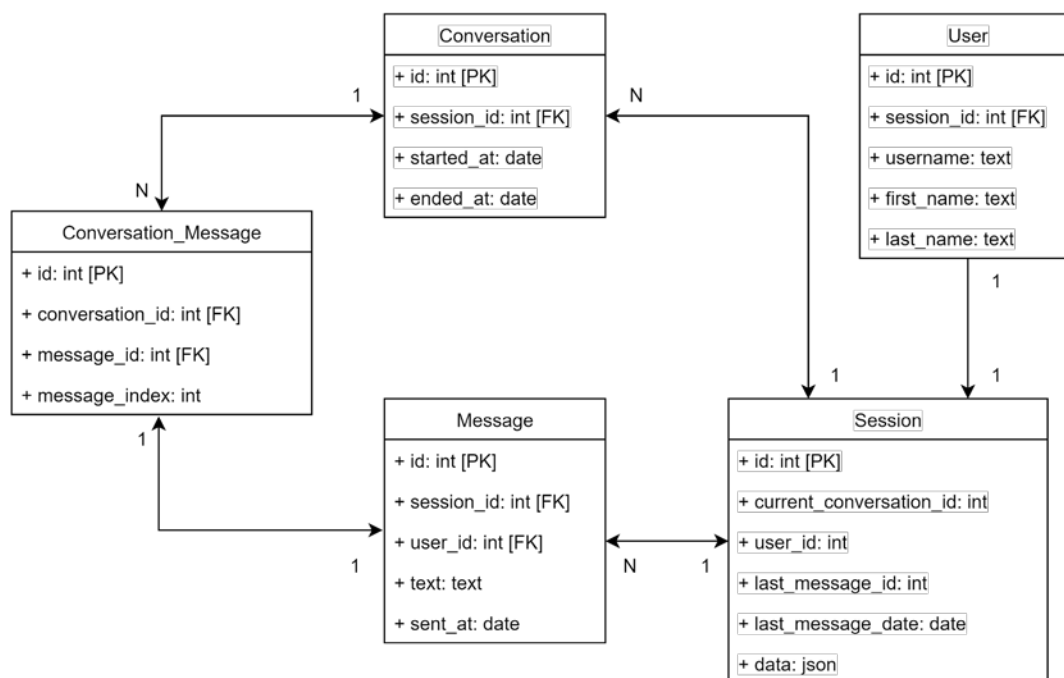 Conversation
+ id: int [PK]
+ session_id: int [FK]
+ started_at: date
+ ended_at: date
User
+ id: int [PK]
+ session_id: int [FK]
+ username: text
+ first_name: text
+ last_name: text
1
N
N
1
1
1
Conversation_Message
+ id: int [PK]
+ conversation_id: int [FK]
+ message_id: int [FK]
+ message_index: int
1
1
Message
+ id: int [PK]
+ session_id: int [FK]
+ user_id: int [FK]
+ text: text
+ sent_at: date
N
1
Session
+ id: int [PK]
+ current_conversation_id: int
+ user_id: int
+ last_message_id: int
+ last_message_date: date
+ data: json